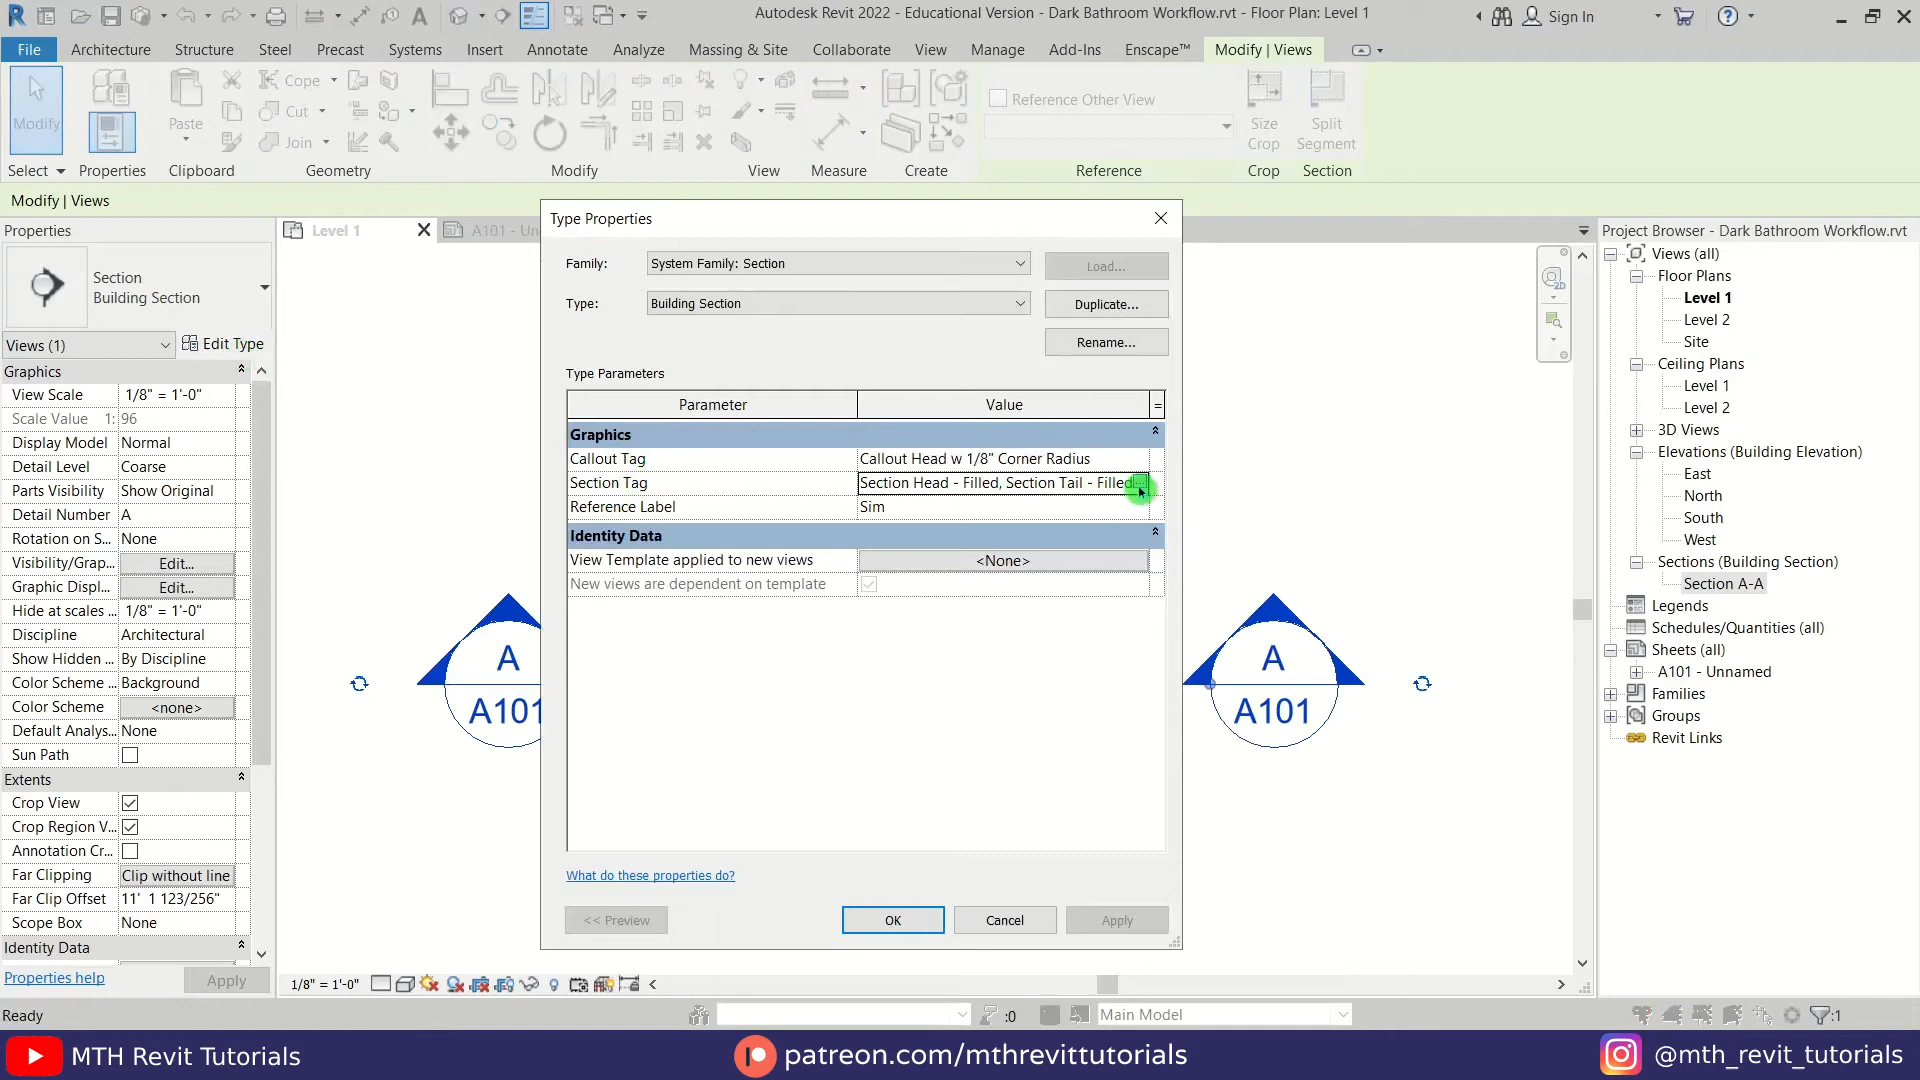 Autodesk Revit 2022 - Educational Version - Dark Bathroom Workflow.rvt - Floor Plan: Level 1
Sign In
File
Architecture
Structure
Steel
Precast
Systems
Insert
Annotate
Analyze
Massing & Site
Collaborate
View
Manage
Add-Ins
Enscape™
Modify | Views
Modify
Paste
Cope
Cut
Join
Reference Other View
Size
Crop
Split
Segment
Select
Properties
Clipboard
Geometry
Modify
View
Measure
Create
Reference
Crop
Section
Modify | Views
Properties
Section
Building Section
Views (1)
Edit Type
Graphics
View Scale 1/8" = 1'-0"
Scale Value 1: 96
Display Model Normal
Detail Level Coarse
Parts Visibility Show Original
Detail Number A
Rotation on S... None
Visibility/Grap... Edit...
Graphic Displ... Edit...
Hide at scales ... 1/8" = 1'-0"
Discipline Architectural
Show Hidden ... By Discipline
Color Scheme ... Background
Color Scheme <none>
Default Analys... None
Sun Path
Extents
Crop View
Crop Region V...
Annotation Cr...
Far Clipping Clip without line
Far Clip Offset 11' 1 123/256"
Scope Box None
Identity Data
Properties help
Apply
Level 1
A101 - Un
A
A101
A
A101
Type Properties
Family: System Family: Section Load...
Type: Building Section Duplicate...
Rename...
Type Parameters
Parameter Value =
Graphics
Callout Tag Callout Head w 1/8" Corner Radius
Section Tag Section Head - Filled, Section Tail - Filled
Reference Label Sim
Identity Data
View Template applied to new views <None>
New views are dependent on template
What do these properties do?
<< Preview OK Cancel Apply
Project Browser - Dark Bathroom Workflow.rvt
Views (all)
Floor Plans
Level 1
Level 2
Site
Ceiling Plans
Level 1
Level 2
3D Views
Elevations (Building Elevation)
East
North
South
West
Sections (Building Section)
Section A-A
Legends
Schedules/Quantities (all)
Sheets (all)
A101 - Unnamed
Families
Groups
Revit Links
2D
1/8" = 1'-0"
Ready
:0
Main Model
:1
MTH Revit Tutorials
patreon.com/mthrevittutorials
@mth_revit_tutorials